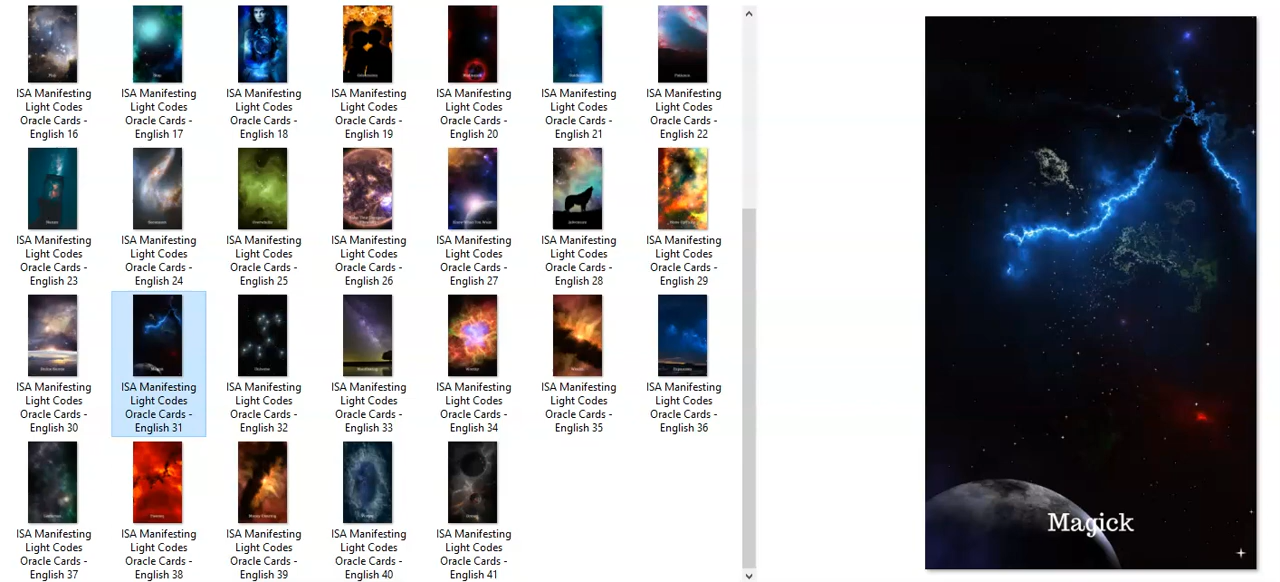 ISA Manifesting
Light Codes
Oracle Cards -
English 16
ISA Manifesting
Light Codes
Oracle Cards -
English 17
ISA Manifesting
Light Codes
Oracle Cards -
English 18
ISA Manifesting
Light Codes
Oracle Cards -
English 19
ISA Manifesting
Light Codes
Oracle Cards -
English 20
ISA Manifesting
Light Codes
Oracle Cards -
English 21
ISA Manifesting
Light Codes
Oracle Cards -
English 22
ISA Manifesting
Light Codes
Oracle Cards -
English 23
ISA Manifesting
Light Codes
Oracle Cards -
English 24
ISA Manifesting
Light Codes
Oracle Cards -
English 25
ISA Manifesting
Light Codes
Oracle Cards -
English 26
ISA Manifesting
Light Codes
Oracle Cards -
English 27
ISA Manifesting
Light Codes
Oracle Cards -
English 28
ISA Manifesting
Light Codes
Oracle Cards -
English 29
ISA Manifesting
Light Codes
Oracle Cards -
English 30
Magick
ISA Manifesting
Light Codes
Oracle Cards -
English 31
ISA Manifesting
Light Codes
Oracle Cards -
English 32
ISA Manifesting
Light Codes
Oracle Cards -
English 33
ISA Manifesting
Light Codes
Oracle Cards -
English 34
ISA Manifesting
Light Codes
Oracle Cards -
English 35
ISA Manifesting
Light Codes
Oracle Cards -
English 36
ISA Manifesting
Light Codes
Oracle Cards -
English 37
ISA Manifesting
Light Codes
Oracle Cards -
English 38
ISA Manifesting
Light Codes
Oracle Cards -
English 39
ISA Manifesting
Light Codes
Oracle Cards -
English 40
ISA Manifesting
Light Codes
Oracle Cards -
English 41
Magick